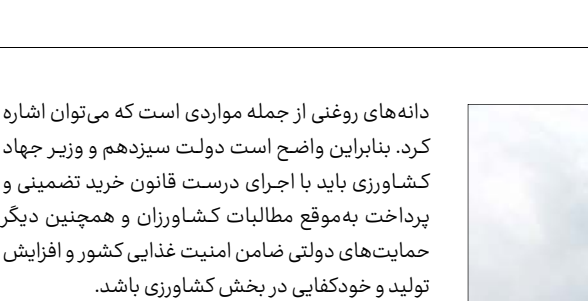 دانه‌های روغنی از جمله مواردی است که می‌توان اشاره
کرد. بنابراین واضح است دولت سیزدهم و وزیر جهاد
کشاورزی باید با اجرای درست قانون خرید تضمینی و
پرداخت به‌موقع مطالبات کشاورزان و همچنین دیگر
حمایت‌های دولتی ضامن امنیت غذایی کشور و افزایش
تولید و خودکفایی در بخش کشاورزی باشد.